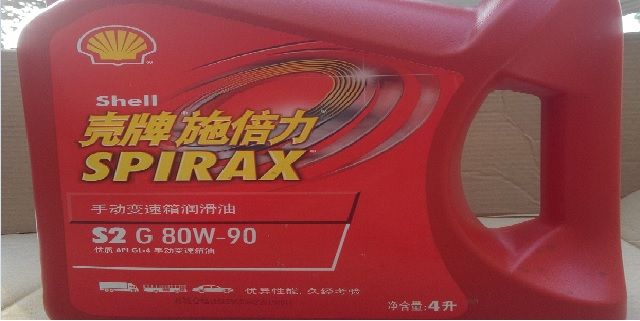 Shell
壳牌 施倍力
SPIRAX
手动变速箱润滑油
S2 G 80W-90
优质 API GL-4 手动变速箱油
优异性能，久经考验
净含量: 4升